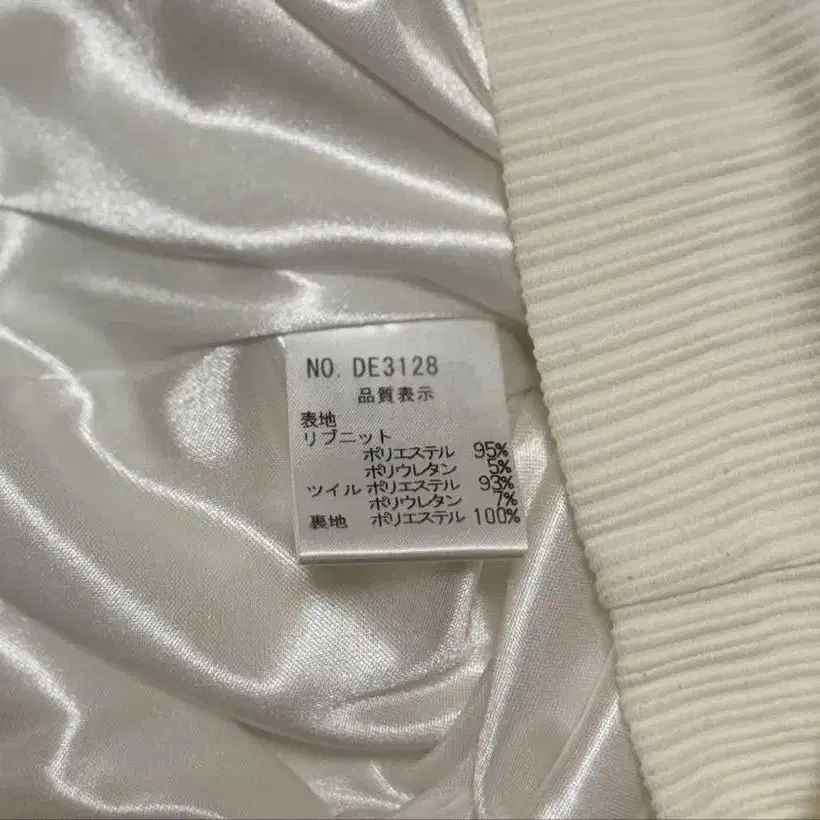 NO. DE3128
品質表示
表地
リブニット
ポリエステル 95%
ポリウレタン 5%
ツイル ポリエステル 93%
ポリウレタン 7%
裏地 ポリエステル 100%